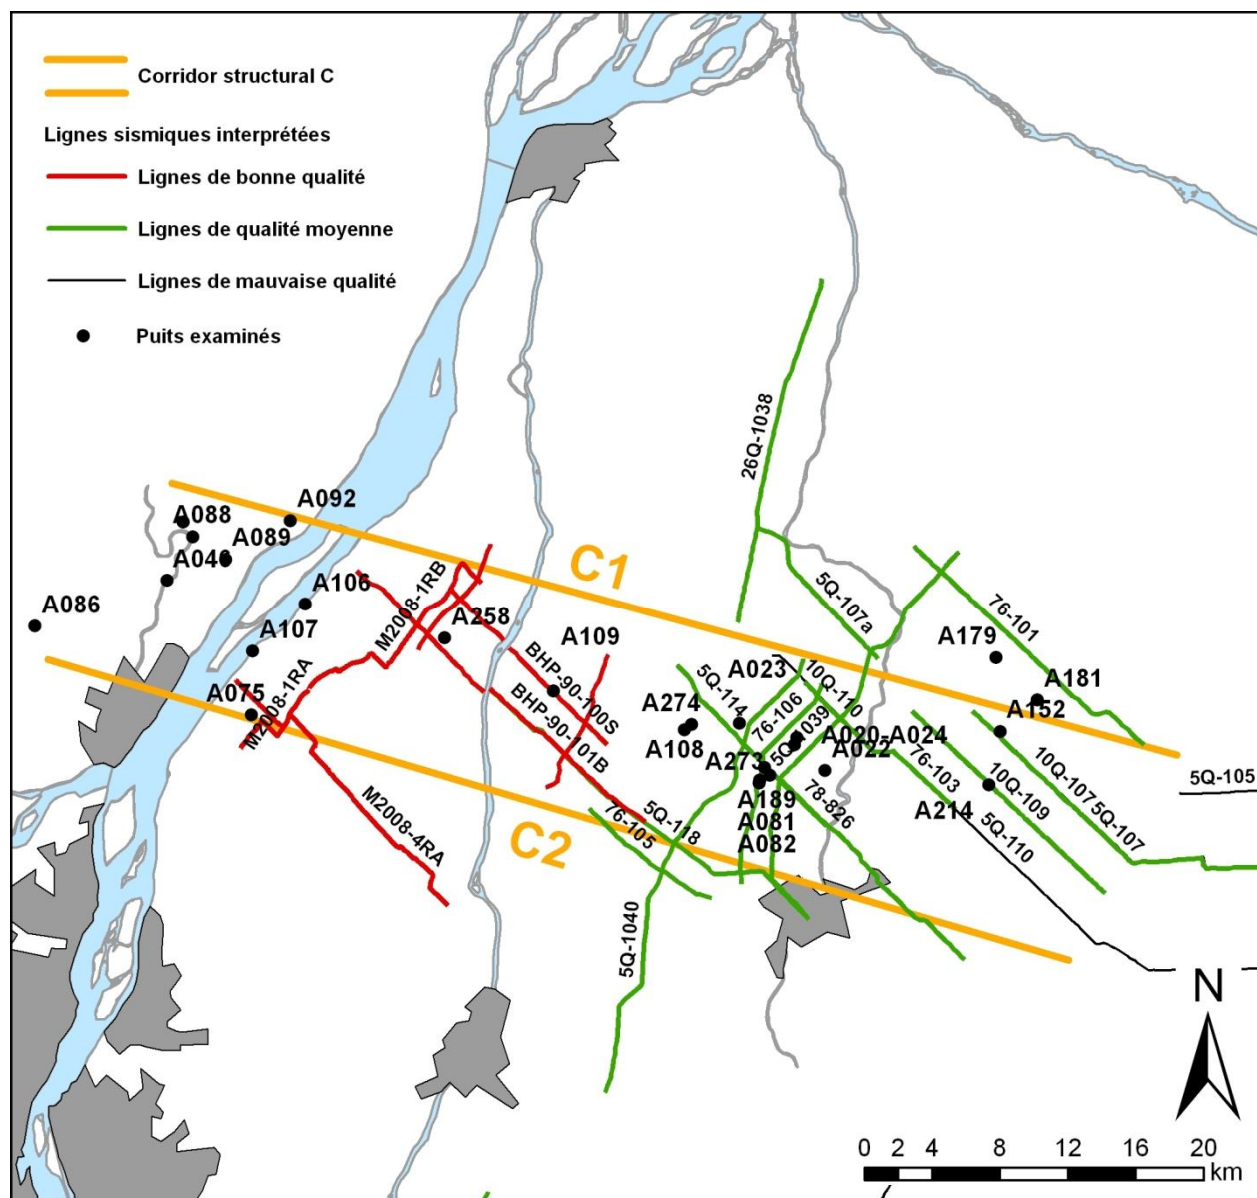 Corridor structural C
Lignes sismiques interprétées
Lignes de bonne qualité
Lignes de qualité moyenne
Lignes de mauvaise qualité
Puits examinés
26Q-1038
A088
A092
A089
A046
A086
A106
A107
A075
M2008-1RA
M2008-1RB
A258
C1
A109
BHP-90-100S
BHP-90-101B
M2008-4RA
C2
5Q-107a
76-101
A179
A181
A152
A023
10Q-110
5Q-114
A274
A108
76-106
5Q-1039
A020-A024
A022
A273
A189
A081
A082
78-826
76-103
A214
5Q-110
10Q-109
10Q-107
5Q-107
5Q-105
5Q-118
76-105
5Q-1040
N
0 2 4 8 12 16 20
km